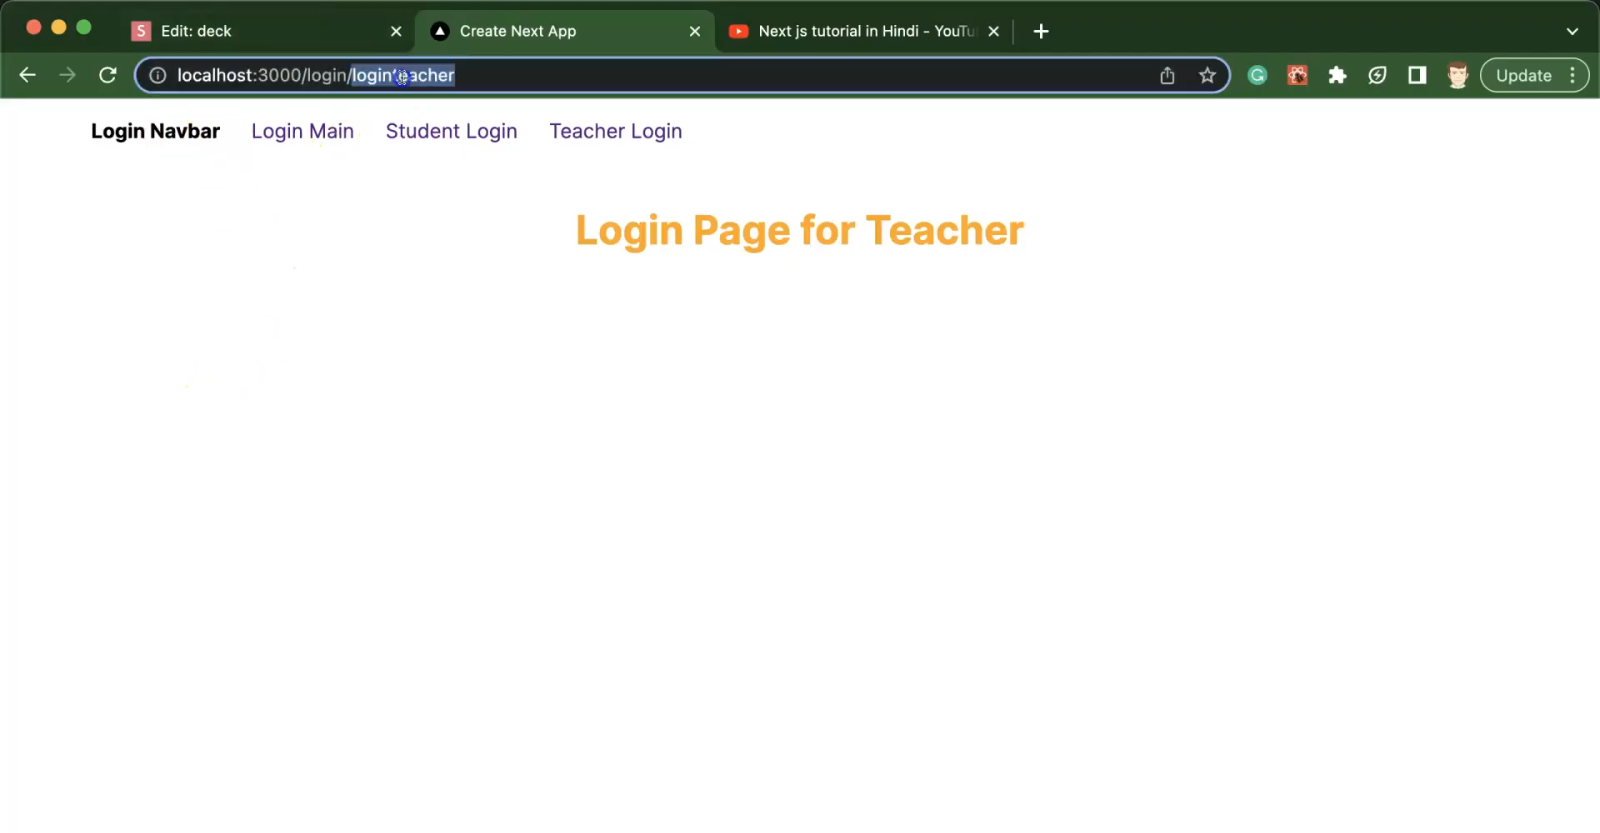 S Edit: deck
Create Next App
Next js tutorial in Hindi - YouTu
localhost:3000/login/loginteacher
Update
Login Navbar Login Main Student Login Teacher Login
Login Page for Teacher